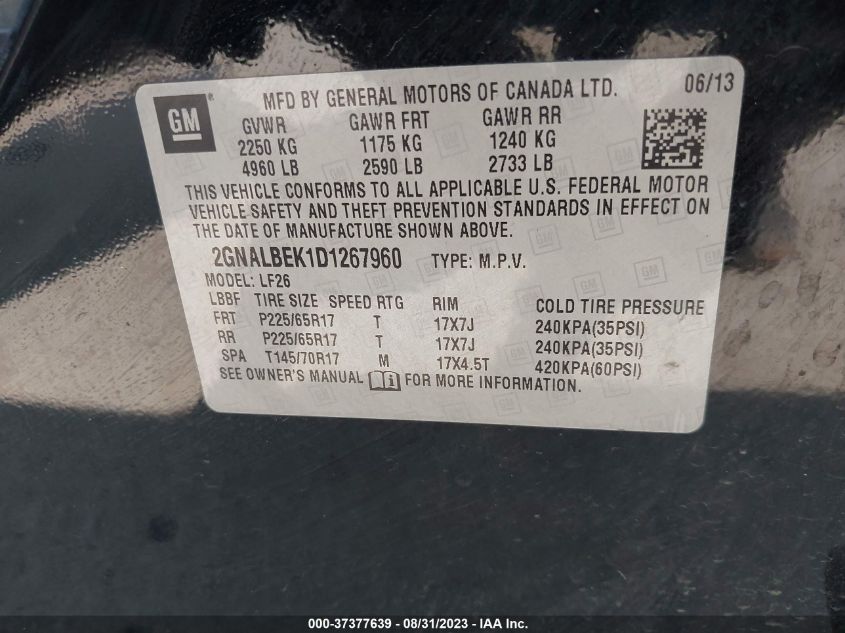 GM
MFD BY GENERAL MOTORS OF CANADA LTD. 06/13
GVWR GAWR FRT GAWR RR
2250 KG 1175 KG 1240 KG
4960 LB 2590 LB 2733 LB
THIS VEHICLE CONFORMS TO ALL APPLICABLE U.S. FEDERAL MOTOR
VEHICLE SAFETY AND THEFT PREVENTION STANDARDS IN EFFECT ON
THE DATE OF MANUFACTURE SHOWN ABOVE.
2GNALBEK1D1267960 TYPE: M.P.V.
MODEL: LF26
LBBF TIRE SIZE SPEED RTG RIM COLD TIRE PRESSURE
FRT P225/65R17 T 17X7J 240KPA(35PSI)
RR P225/65R17 T 17X7J 240KPA(35PSI)
SPA T145/70R17 M 17X4.5T 420KPA(60PSI)
SEE OWNER'S MANUAL FOR MORE INFORMATION.
000-37377639 - 08/31/2023 - www.iaai.com